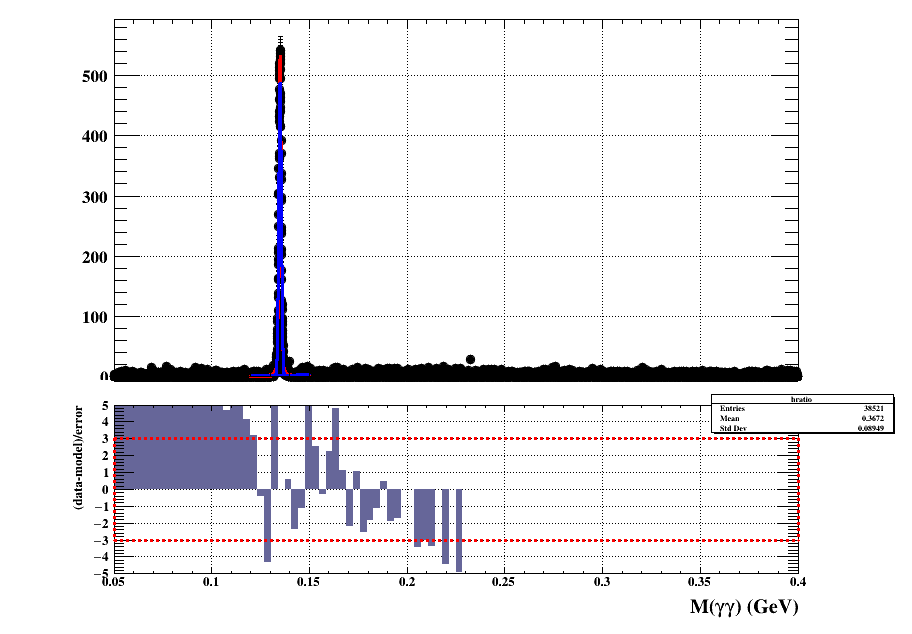 500
400
300
200
100
0
hratio
Entries 38521
Mean 0.3672
Std Dev 0.08949
(data-model)/error
5
4
3
2
1
0
−1
−2
−3
−4
−5
0.05 0.1 0.15 0.2 0.25 0.3 0.35 0.4
M(γγ) (GeV)